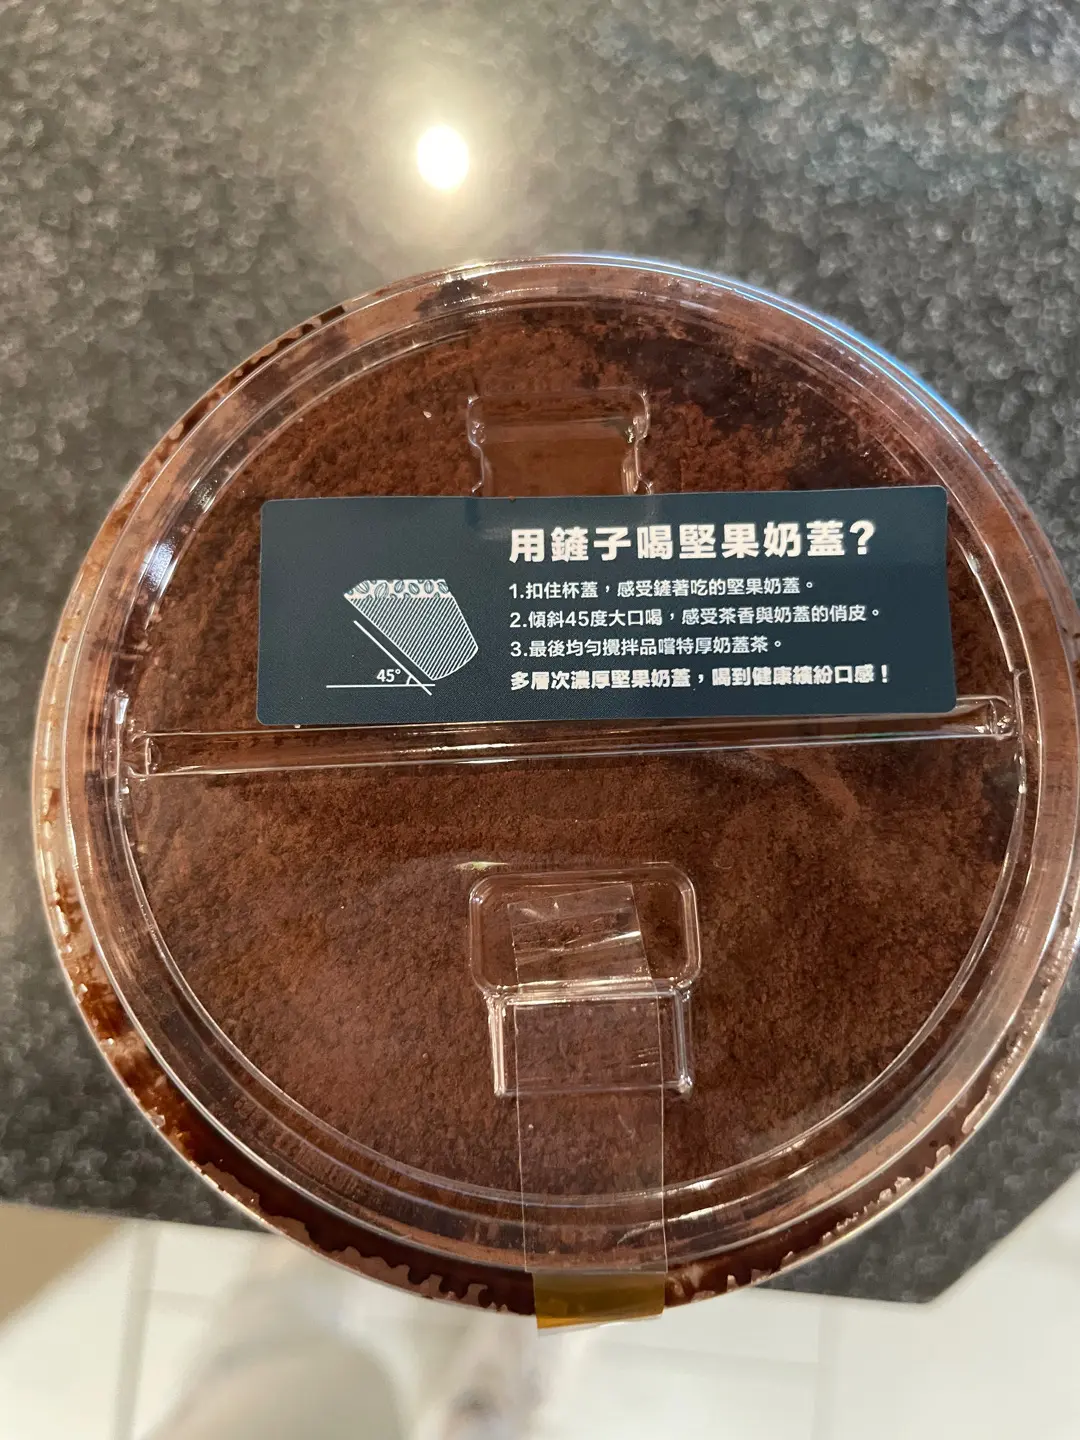 用鏟子喝堅果奶蓋?
1.扣住杯蓋，感受鏟著吃的堅果奶蓋。
2.傾斜45度大口喝，感受茶香與奶蓋的俏皮。
3.最後均勻攪拌品嚐特厚奶蓋茶。
45°
多層次濃厚堅果奶蓋，喝到健康繽紛口感！